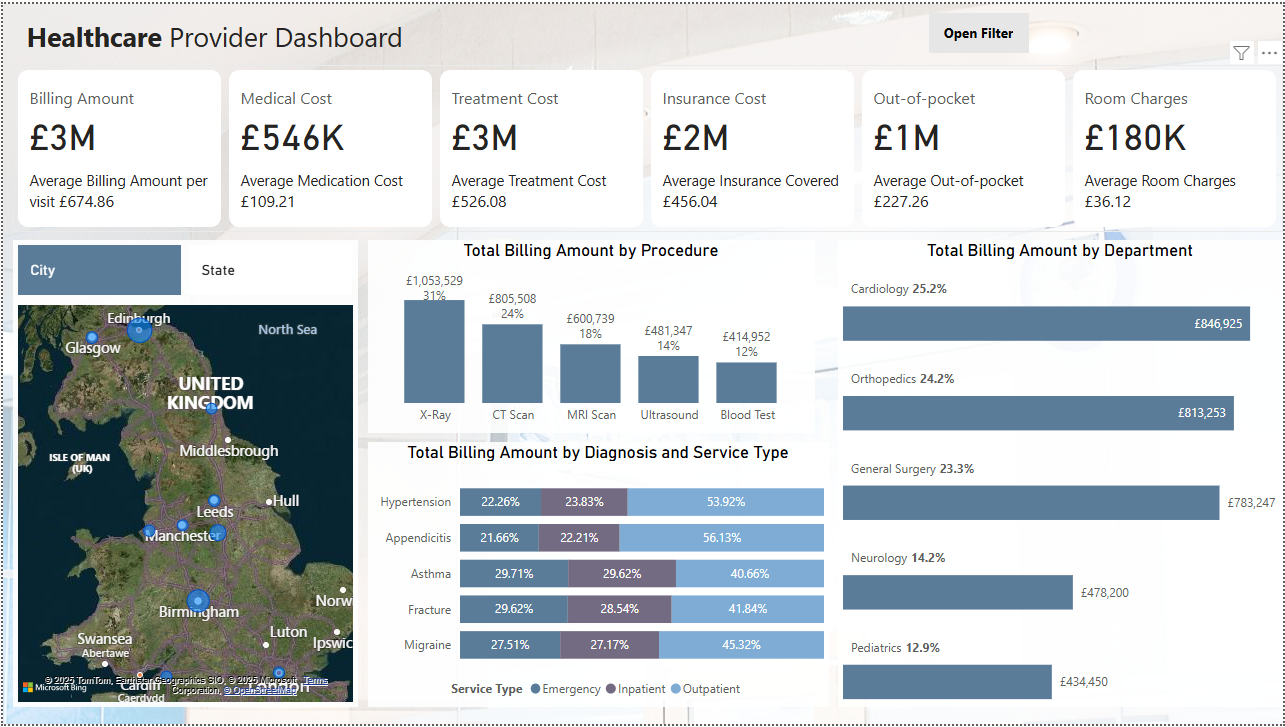 Healthcare Provider Dashboard
Open Filter
Billing Amount
£3M
Average Billing Amount per
visit £674.86
Medical Cost
£546K
Average Medication Cost
£109.21
Treatment Cost
£3M
Average Treatment Cost
£526.08
Insurance Cost
£2M
Average Insurance Covered
£456.04
Out-of-pocket
£1M
Average Out-of-pocket
£227.26
Room Charges
£180K
Average Room Charges
£36.12
City
State
Edinburgh
North Sea
Glasgow
UNITED
KINGDOM
Middlesbrough
ISLE OF MAN
(UK)
Hull
Leeds
Manchester
Norw
Birmingham
Luton
Swansea
Ipswic
Abertawe
© 2025 TomTom, Earthstar Geographics SIO, © 2025 Microsoft, Terms
Microsoft Bing
Corporation, © OpenStreetMap
Cardiff
Caerdydd
Total Billing Amount by Procedure
£1,053,529
31%
£805,508
24%
£600,739
18%
£481,347
14%
£414,952
12%
X-Ray
CT Scan
MRI Scan
Ultrasound
Blood Test
Total Billing Amount by Diagnosis and Service Type
Hypertension 22.26% 23.83% 53.92%
Appendicitis 21.66% 22.21% 56.13%
Asthma 29.71% 29.62% 40.66%
Fracture 29.62% 28.54% 41.84%
Migraine 27.51% 27.17% 45.32%
Service Type Emergency Inpatient Outpatient
Total Billing Amount by Department
Cardiology 25.2%
£846,925
Orthopedics 24.2%
£813,253
General Surgery 23.3%
£783,247
Neurology 14.2%
£478,200
Pediatrics 12.9%
£434,450